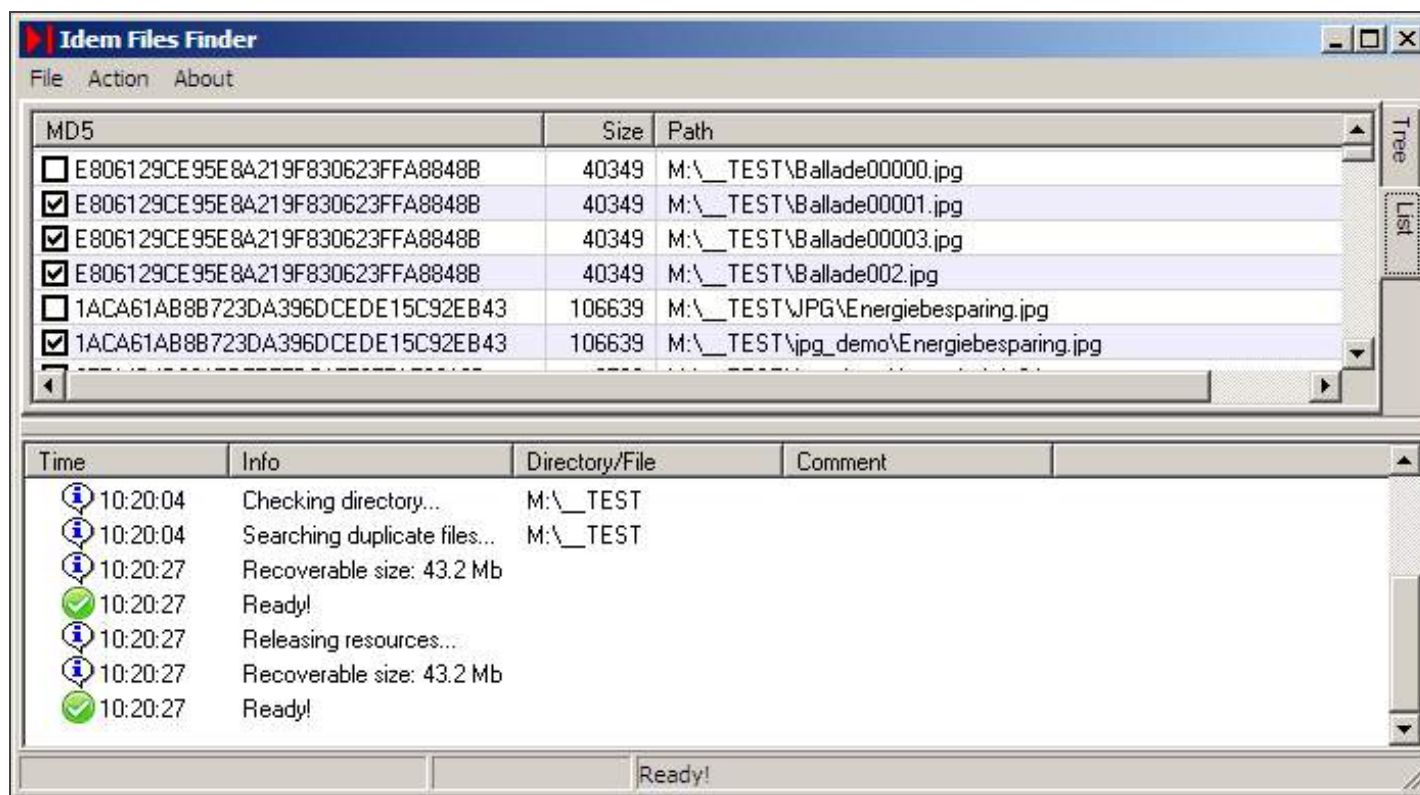 Idem Files Finder
File Action About
MD5 Size Path
E806129CE95E8A219F830623FFA8848B 40349 M:\__TEST\Ballade00000.jpg
E806129CE95E8A219F830623FFA8848B 40349 M:\__TEST\Ballade00001.jpg
E806129CE95E8A219F830623FFA8848B 40349 M:\__TEST\Ballade00003.jpg
E806129CE95E8A219F830623FFA8848B 40349 M:\__TEST\Ballade002.jpg
1ACA61AB8B723DA396DCEDE15C92EB43 106639 M:\__TEST\JPG\Energiebesparing.jpg
1ACA61AB8B723DA396DCEDE15C92EB43 106639 M:\__TEST\jpg_demo\Energiebesparing.jpg
Tree
List
Time Info Directory/File Comment
10:20:04 Checking directory... M:\__TEST
10:20:04 Searching duplicate files... M:\__TEST
10:20:27 Recoverable size: 43.2 Mb
10:20:27 Ready!
10:20:27 Releasing resources...
10:20:27 Recoverable size: 43.2 Mb
10:20:27 Ready!
Ready!